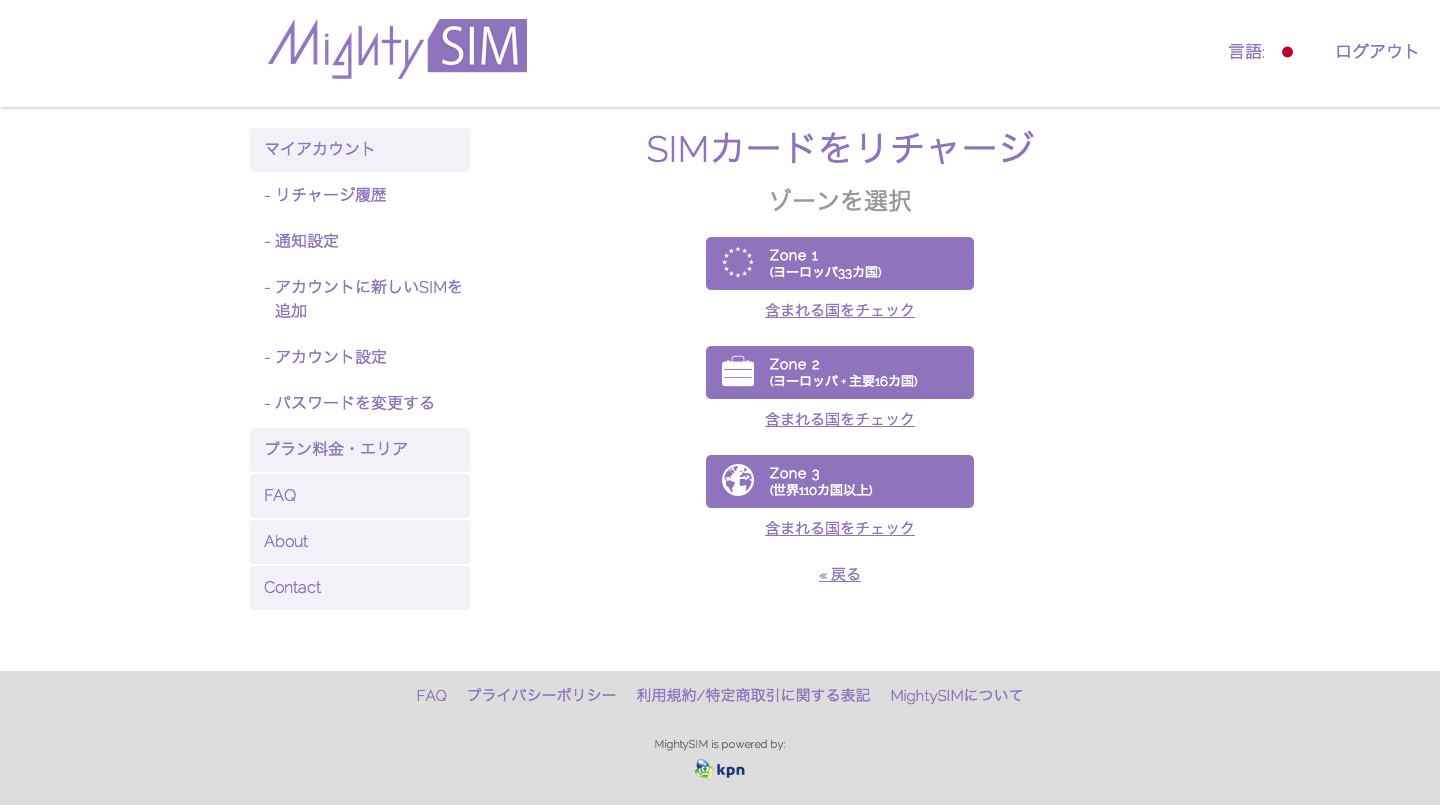 MightySIM
言語:
ログアウト
マイアカウント
- リチャージ履歴
- 通知設定
- アカウントに新しいSIMを
追加
- アカウント設定
- パスワードを変更する
プラン料金・エリア
FAQ
About
Contact
SIMカードをリチャージ
ゾーンを選択
Zone 1
(ヨーロッパ33カ国)
含まれる国をチェック
Zone 2
(ヨーロッパ + 主要16カ国)
含まれる国をチェック
Zone 3
(世界110カ国以上)
含まれる国をチェック
« 戻る
FAQ プライバシーポリシー 利用規約/特定商取引に関する表記 MightySIMについて
MightySIM is powered by:
kpn